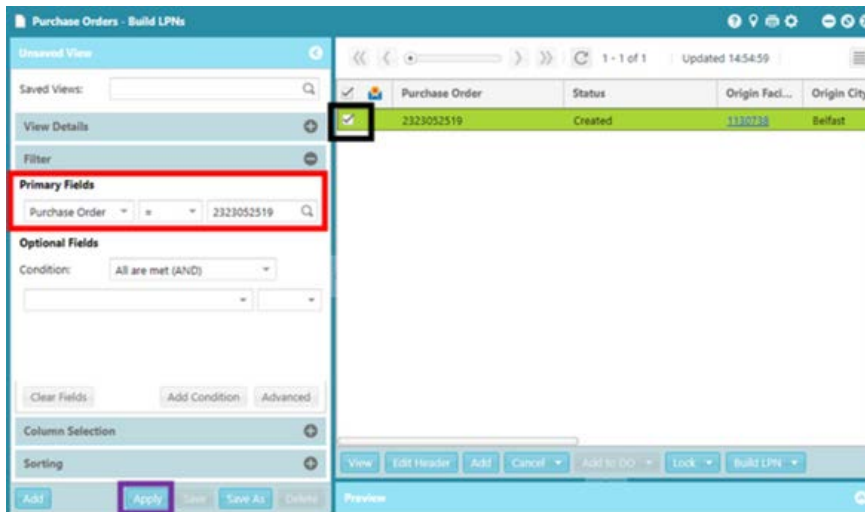 Purchase Orders - Build LPNs
Unsaved View
Saved Views:
View Details
Filter
Primary Fields
Purchase Order = 2323052519
Optional Fields
Condition: All are met (AND)
Clear Fields Add Condition Advanced
Column Selection
Sorting
Add Apply Save Save As Delete
1 - 1 of 1 Updated 14:54:59
Purchase Order Status Origin Faci... Origin City
2323052519 Created 1130738 Belfast
View Edit Header Add Cancel Add to DO Lock Build LPN
Preview